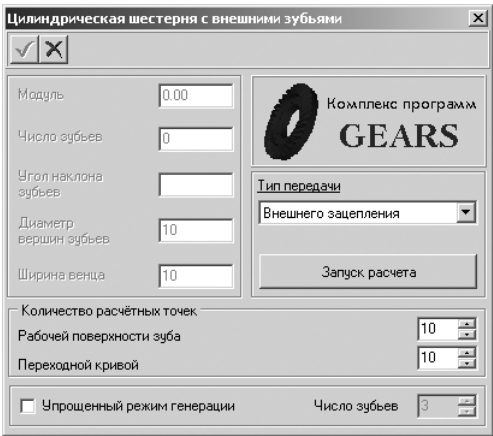 Цилиндрическая шестерня с внешними зубьями
Модуль 0.00
Число зубьев 0
Угол наклона
зубьев
Диаметр
вершин зубьев 10
Ширина венца 10
Комплекс программ
GEARS
Тип передачи
Внешнего зацепления
Запуск расчета
Количество расчётных точек
Рабочей поверхности зуба 10
Переходной кривой 10
Упрощенный режим генерации Число зубьев 3